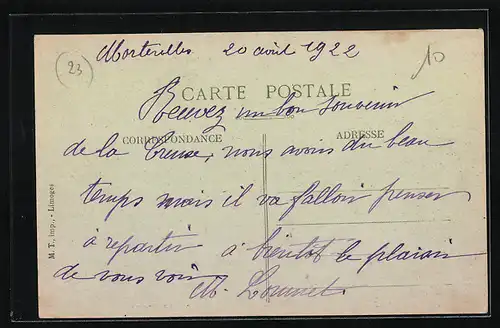 Morterolles 20 avril 1922
23
10
CARTE POSTALE
Recevez un bon souvenir
CORRESPONDANCE
ADRESSE
de la Creuse, nous avons du beau
temps mais il va falloir penser
à repartir à bientôt le plaisir
de vous voir
M. T., imp., - Limoges